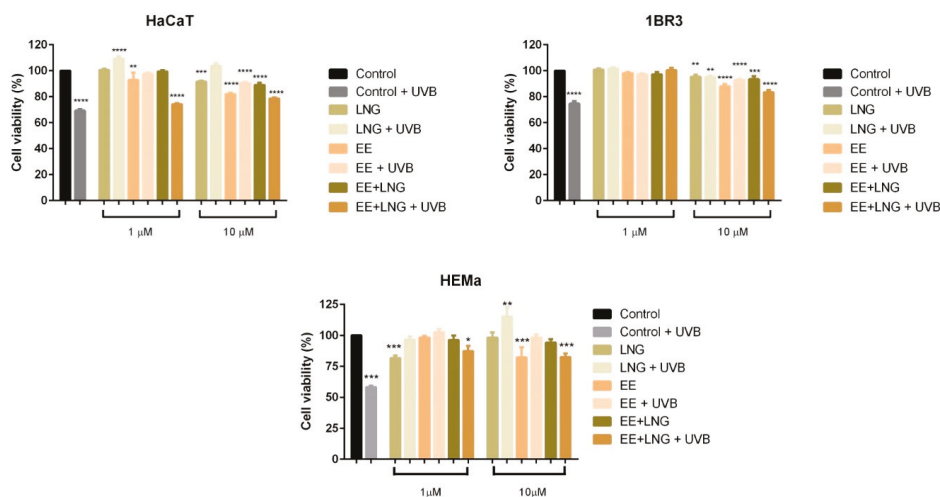 HaCaT
Cell viability (%)
120
100
80
60
40
20
0
****
****
**
****
***
****
****
****
****
1 μM
10 μM
Control
Control + UVB
LNG
LNG + UVB
EE
EE + UVB
EE+LNG
EE+LNG + UVB
1BR3
Cell viability (%)
120
100
80
60
40
20
0
****
**
**
****
****
***
****
1 μM
10 μM
Control
Control + UVB
LNG
LNG + UVB
EE
EE + UVB
EE+LNG
EE+LNG + UVB
HEMa
Cell viability (%)
125
100
75
50
25
0
***
***
*
**
***
***
1μM
10μM
Control
Control + UVB
LNG
LNG + UVB
EE
EE + UVB
EE+LNG
EE+LNG + UVB